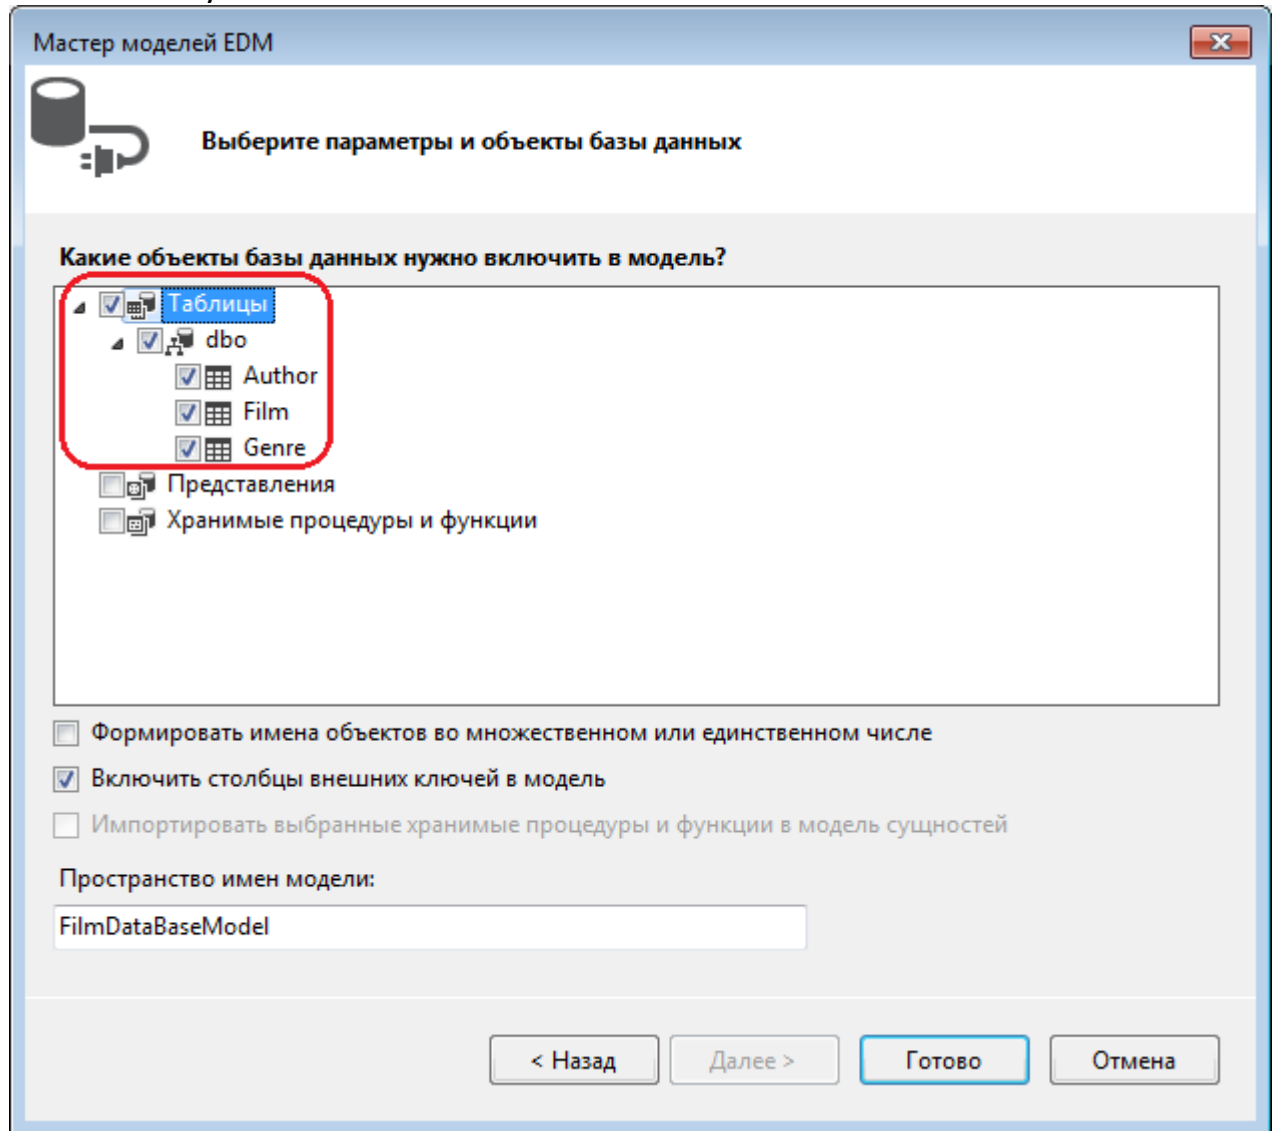 Мастер моделей EDM
Выберите параметры и объекты базы данных
Какие объекты базы данных нужно включить в модель?
Таблицы
dbo
Author
Film
Genre
Представления
Хранимые процедуры и функции
Формировать имена объектов во множественном или единственном числе
Включить столбцы внешних ключей в модель
Импортировать выбранные хранимые процедуры и функции в модель сущностей
Пространство имен модели:
FilmDataBaseModel
< Назад Далее > Готово Отмена